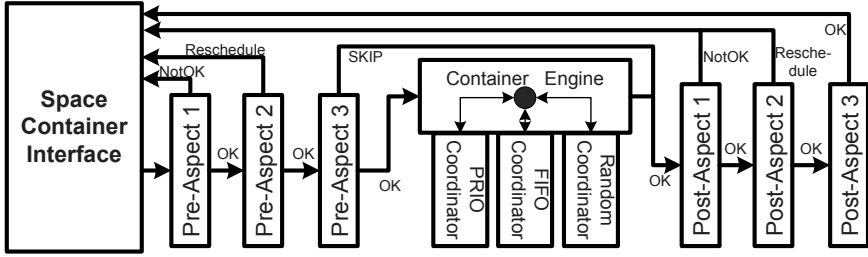 Space
Container
Interface
Reschedule
NotOK
Pre-Aspect 1
OK
Pre-Aspect 2
OK
Pre-Aspect 3
SKIP
OK
Container Engine
PRIO
Coordinator
FIFO
Coordinator
Random
Coordinator
OK
NotOK
Post-Aspect 1
OK
Resche-
dule
Post-Aspect 2
OK
OK
Post-Aspect 3